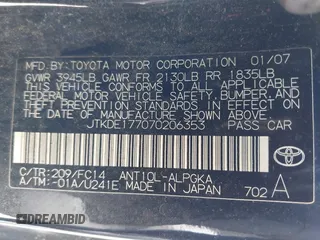 MFD. BY: TOYOTA MOTOR CORPORATION 01/07
GVWR 3945LB GAWR FR 2130LB RR 1835LB
THIS VEHICLE CONFORMS TO ALL APPLICABLE
FEDERAL MOTOR VEHICLE SAFETY, BUMPER, AND
THEFT PREVENTION STANDARDS IN EFFECT ON
THE DATE OF MANUFACTURE SHOWN ABOVE.
JTKDE177070206353 PASS CAR
C/TR: 209/FC14 ANT10L-ALPGKA
A/TM: -01A/U241E MADE IN JAPAN 702 A
TOYOTA
DREAMBID